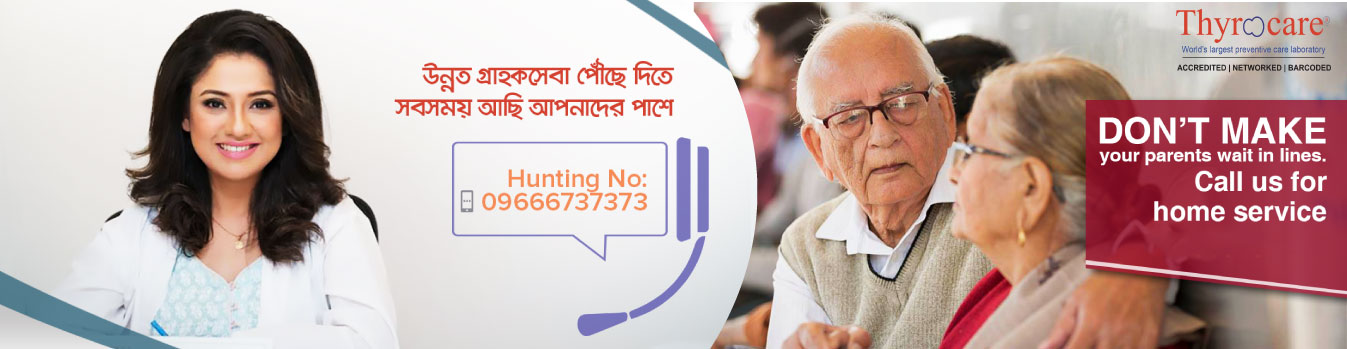 উন্নত গ্রাহকসেবা পৌঁছে দিতে
সবসময় আছি আপনাদের পাশে
Hunting No:
09666737373
Thyrocare®
World's largest preventive care laboratory
ACCREDITED | NETWORKED | BARCODED
DON'T MAKE
your parents wait in lines.
Call us for
home service